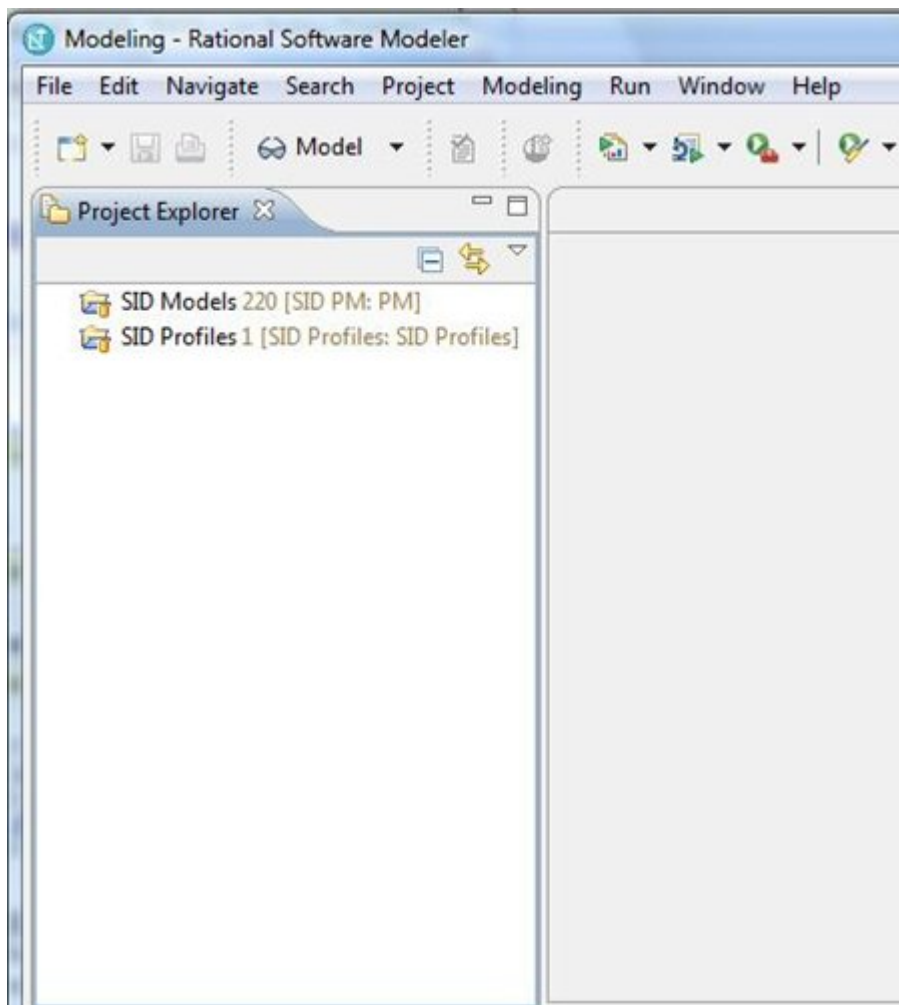 Modeling - Rational Software Modeler
File Edit Navigate Search Project Modeling Run Window Help
Model
Project Explorer
SID Models 220 [SID PM: PM]
SID Profiles 1 [SID Profiles: SID Profiles]